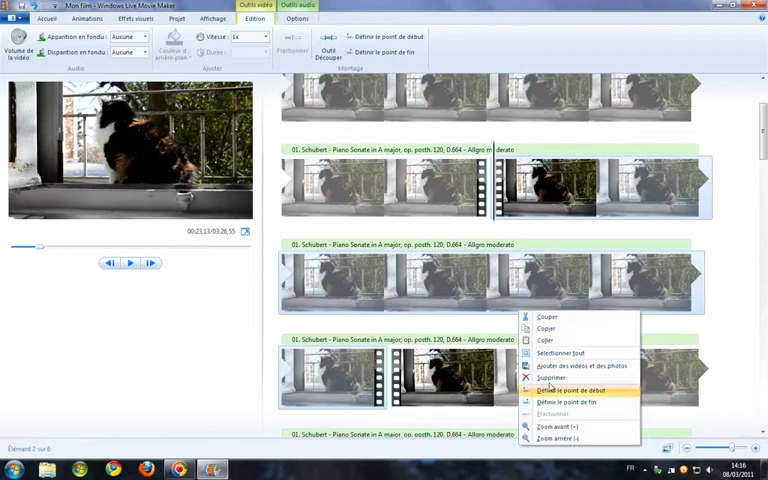 Mon film - Windows Live Movie Maker
Outils vidéo
Outils audio
Accueil
Animations
Effets visuels
Projet
Affichage
Edition
Options
Volume de la vidéo
Apparition en fondu :
Aucune
Disparition en fondu :
Aucune
Audio
Couleur d'arrière-plan
Vitesse :
1x
Durée :
Ajuster
Fractionner
Outil Découper
Définir le point de début
Définir le point de fin
Montage
01. Schubert - Piano Sonate in A major, op. posth. 120, D.664 - Allgro moderato
00:23,13/03:26,55
01. Schubert - Piano Sonate in A major, op. posth. 120, D.664 - Allgro moderato
01. Schubert - Piano Sonate in A major, op. posth. 120, D.664 - Allgro moderato
01. Schubert - Piano Sonate in A major, op. posth. 120, D.664 - Allgro moderato
Couper
Copier
Coller
Sélectionner tout
Ajouter des vidéos et des photos
Supprimer
Définir le point de début
Définir le point de fin
Fractionner
Zoom avant (+)
Zoom arrière (-)
Élément 2 sur 6
FR
14:16
08/03/2011